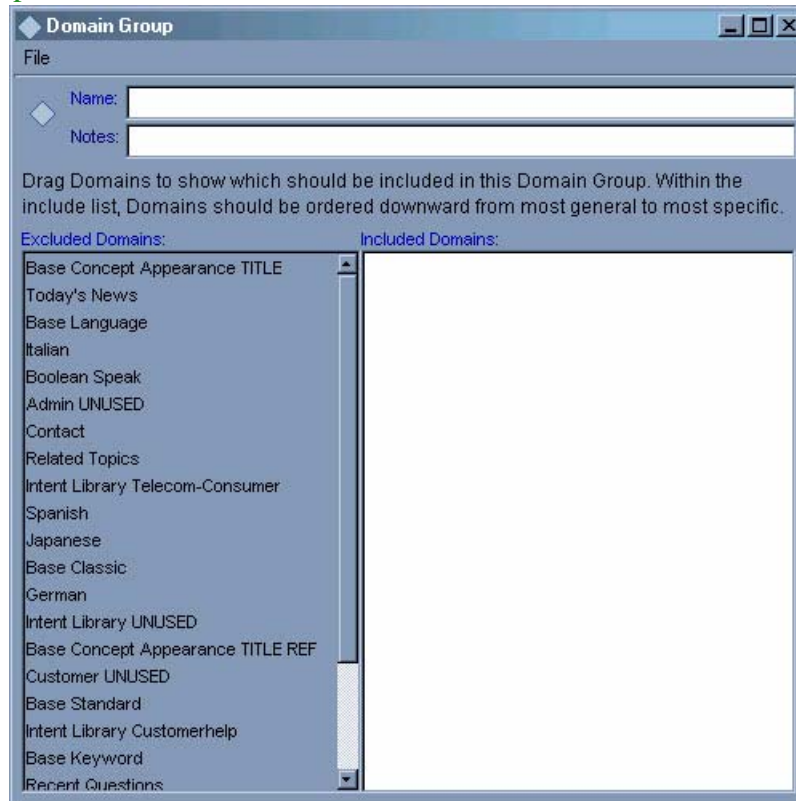 Domain Group
File
Name:
Notes:
Drag Domains to show which should be included in this Domain Group. Within the
include list, Domains should be ordered downward from most general to most specific.
Excluded Domains:
Included Domains:
Base Concept Appearance TITLE
Today's News
Base Language
Italian
Boolean Speak
Admin UNUSED
Contact
Related Topics
Intent Library Telecom-Consumer
Spanish
Japanese
Base Classic
German
Intent Library UNUSED
Base Concept Appearance TITLE REF
Customer UNUSED
Base Standard
Intent Library Customerhelp
Base Keyword
Recent Questions